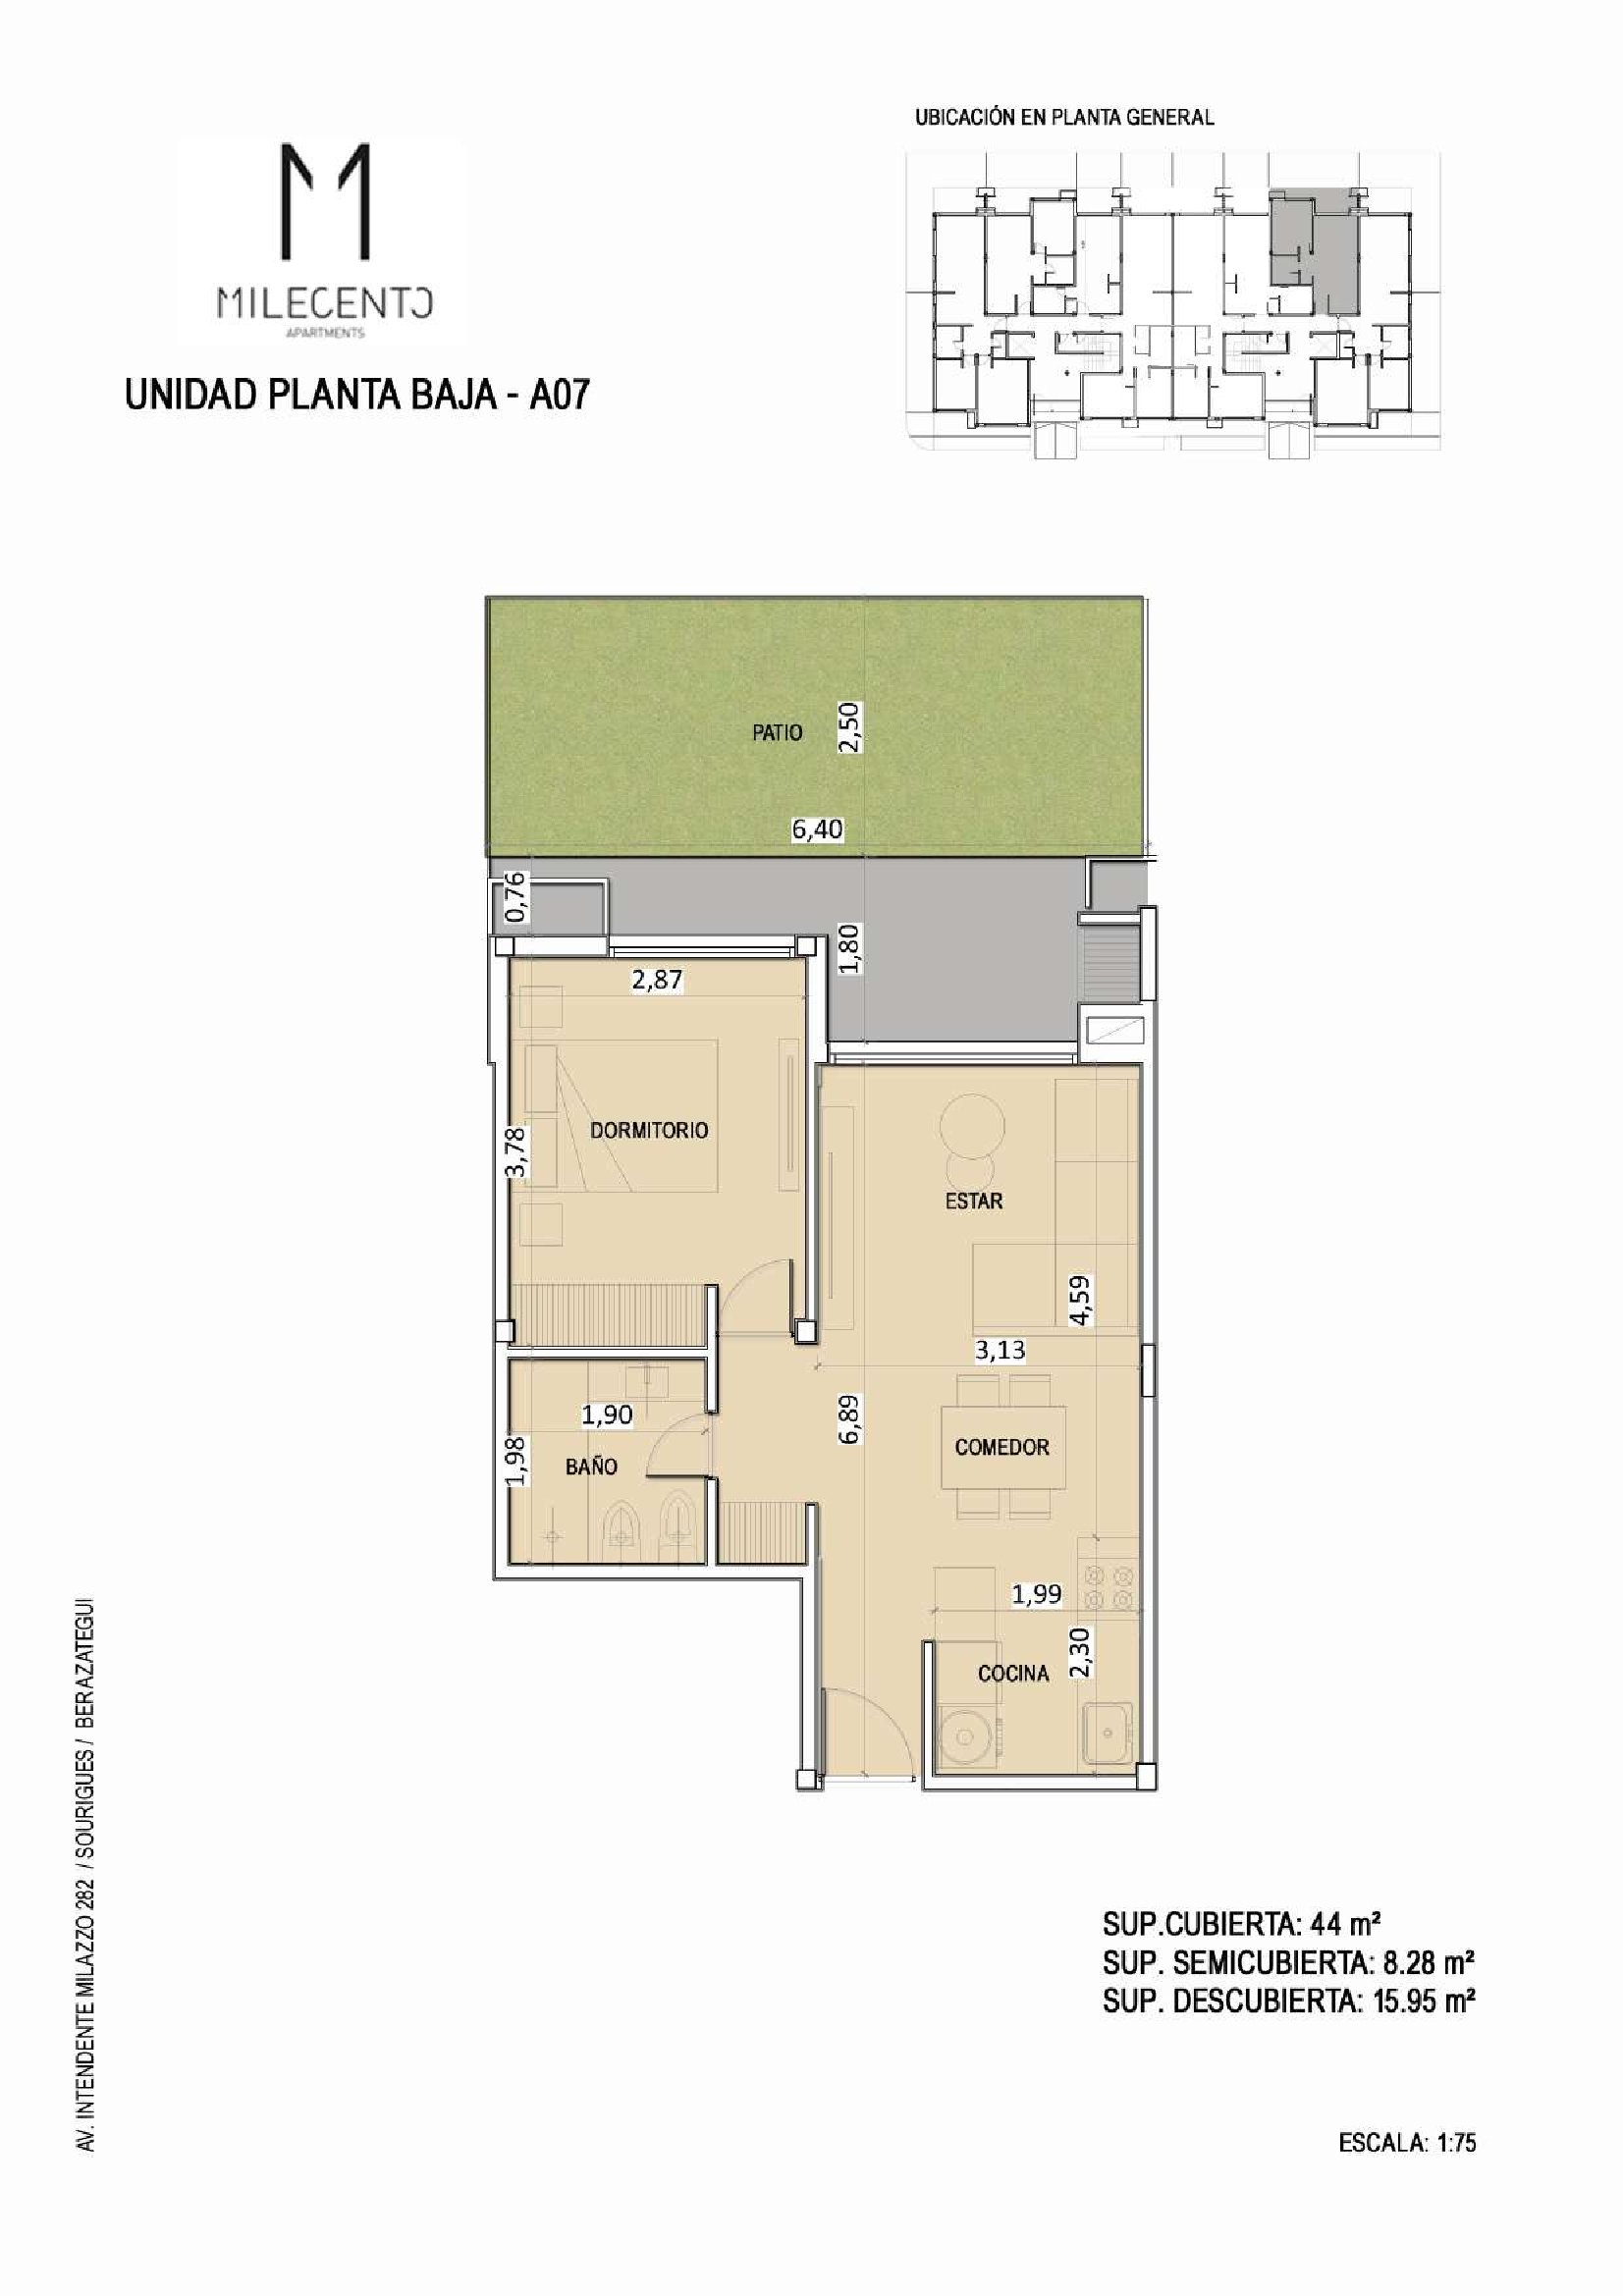 UBICACIÓN EN PLANTA GENERAL
MILECENTO
APARTMENTS
UNIDAD PLANTA BAJA - A07
PATIO
2,50
6,40
0,76
1,80
2,87
DORMITORIO
3,78
ESTAR
4,59
3,13
1,90
6,89
COMEDOR
1,98
BAÑO
1,99
2,30
COCINA
AV. INTENDENTE MILAZZO 282 / SOURIGUES / BERAZATEGUI
SUP.CUBIERTA: 44 m²
SUP. SEMICUBIERTA: 8.28 m²
SUP. DESCUBIERTA: 15.95 m²
ESCALA: 1:75